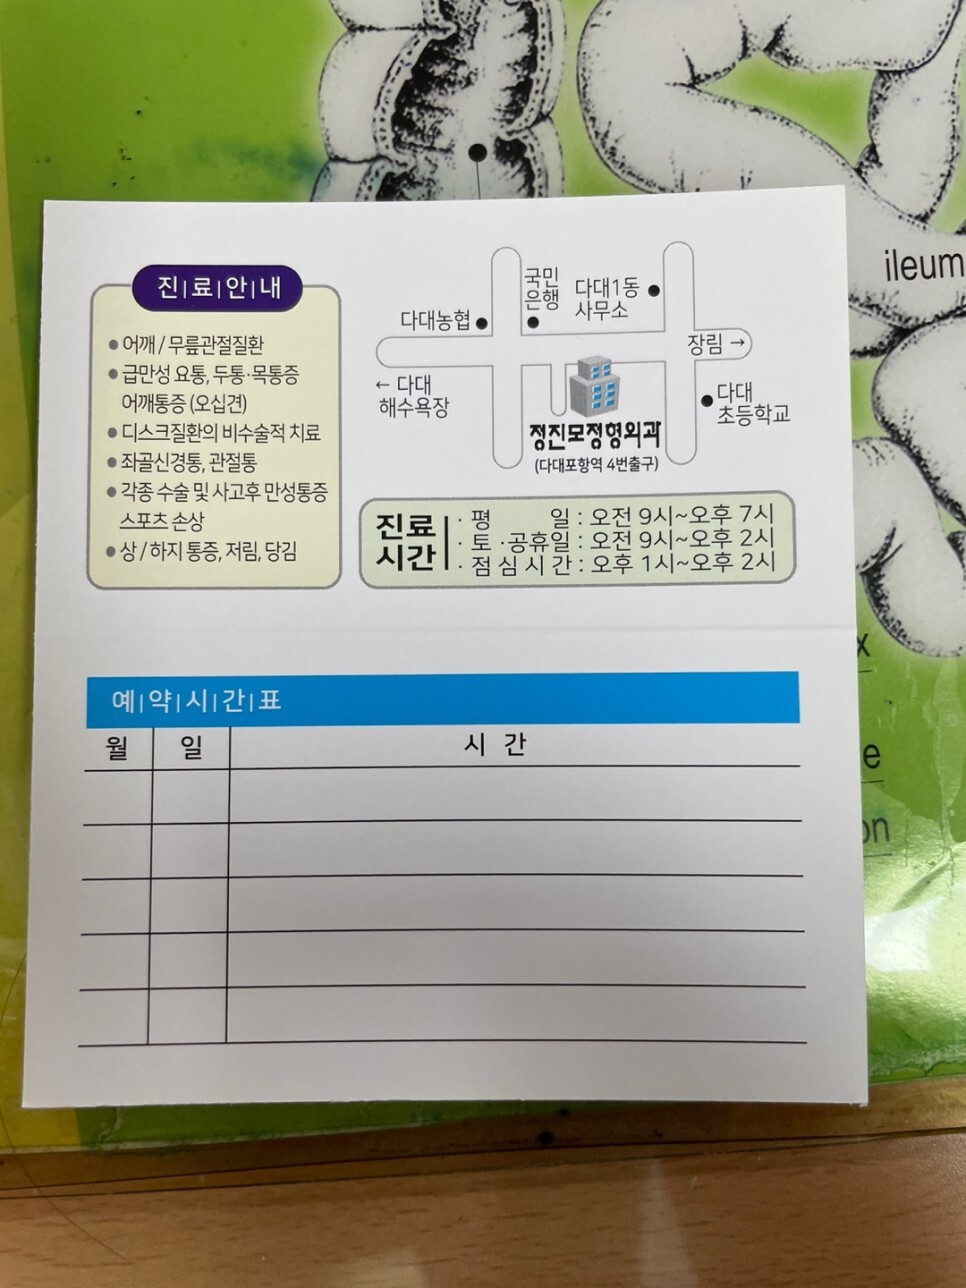 ileum
진료안내
어깨 / 무릎관절질환
급만성 요통, 두통·목통증
어깨통증 (오십견)
디스크질환의 비수술적 치료
좌골신경통, 관절통
각종 수술 및 사고후 만성통증
스포츠 손상
상 / 하지 통증, 저림, 당김
국민
은행
다대1동
사무소
다대농협
장림 →
← 다대
해수욕장
다대
초등학교
정진모정형외과
(다대포항역 4번출구)
진료
시간
· 평 일 : 오전 9시~오후 7시
· 토 · 공휴일 : 오전 9시~오후 2시
· 점심시간 : 오후 1시~오후 2시
예약시간표
월 일 시 간